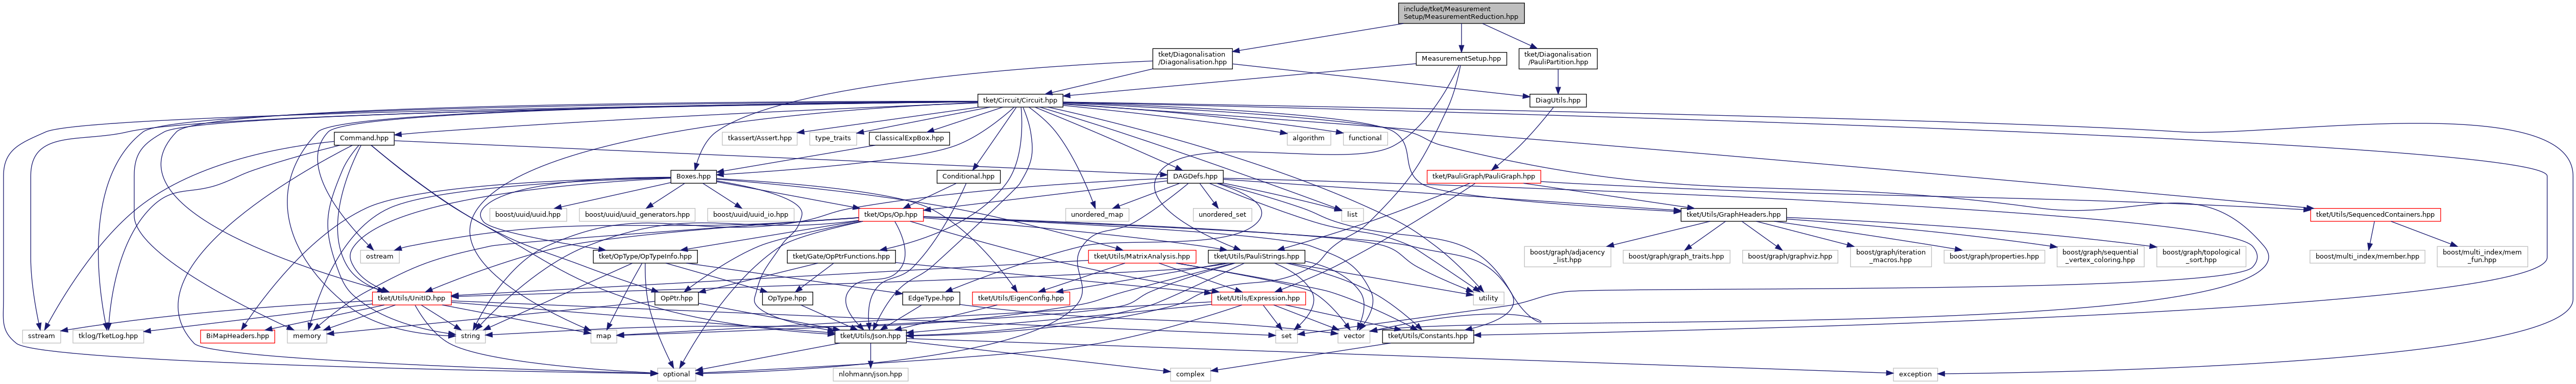 include/tket/Measurement
Setup/MeasurementReduction.hpp
tket/Diagonalisation
/Diagonalisation.hpp
MeasurementSetup.hpp
tket/Diagonalisation
/PauliPartition.hpp
tket/Circuit/Circuit.hpp
DiagUtils.hpp
Command.hpp
tkassert/Assert.hpp
type_traits
ClassicalExpBox.hpp
algorithm
functional
Boxes.hpp
Conditional.hpp
DAGDefs.hpp
tket/PauliGraph/PauliGraph.hpp
boost/uuid/uuid.hpp
boost/uuid/uuid_generators.hpp
boost/uuid/uuid_io.hpp
tket/Ops/Op.hpp
unordered_map
unordered_set
list
tket/Utils/GraphHeaders.hpp
tket/Utils/SequencedContainers.hpp
ostream
tket/OpType/OpTypeInfo.hpp
tket/Gate/OpPtrFunctions.hpp
tket/Utils/MatrixAnalysis.hpp
tket/Utils/PauliStrings.hpp
boost/graph/adjacency
_list.hpp
boost/graph/graph_traits.hpp
boost/graph/graphviz.hpp
boost/graph/iteration
_macros.hpp
boost/graph/properties.hpp
boost/graph/sequential
_vertex_coloring.hpp
boost/graph/topological
_sort.hpp
boost/multi_index/member.hpp
boost/multi_index/mem
_fun.hpp
tket/Utils/UnitID.hpp
OpPtr.hpp
OpType.hpp
EdgeType.hpp
tket/Utils/EigenConfig.hpp
tket/Utils/Expression.hpp
utility
sstream
tklog/TketLog.hpp
BiMapHeaders.hpp
memory
string
map
tket/Utils/Json.hpp
set
vector
tket/Utils/Constants.hpp
optional
nlohmann/json.hpp
complex
exception